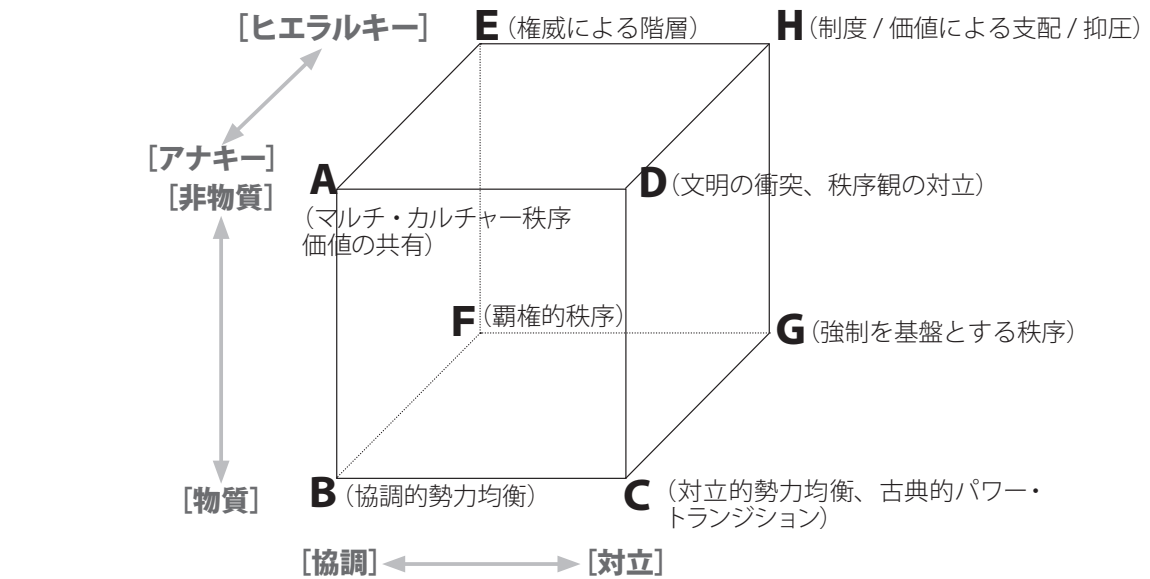 [ヒエラルキー]
E（権威による階層）
H（制度 / 価値による支配 / 抑圧）
[アナキー]
[非物質]
A
D（文明の衝突、秩序観の対立）
（マルチ・カルチャー秩序
価値の共有）
F（覇権的秩序）
G（強制を基盤とする秩序）
[物質]
B（協調的勢力均衡）
C（対立的勢力均衡、古典的パワー・
トランジション）
[協調]
[対立]